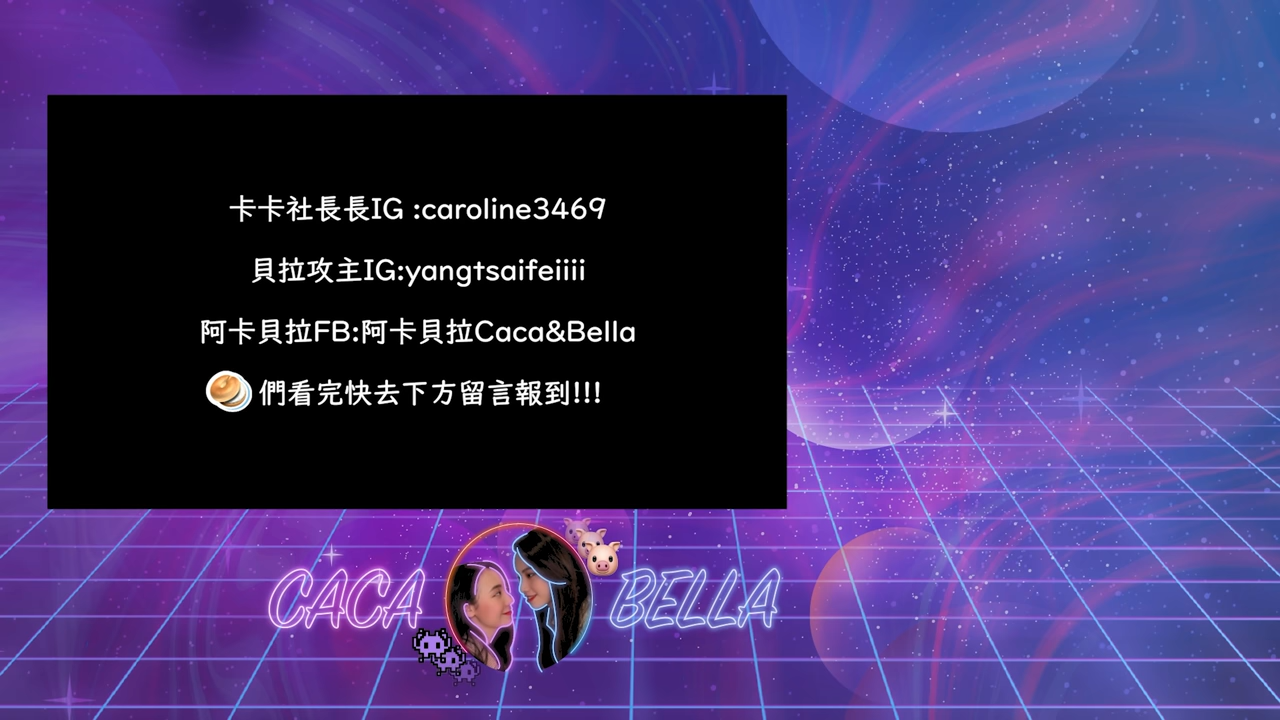 卡卡社長長IG :caroline3469
貝拉攻主IG:yangtsaifeiiii
阿卡貝拉FB:阿卡貝拉Caca&Bella
們看完快去下方留言報到!!!
CACA
BELLA